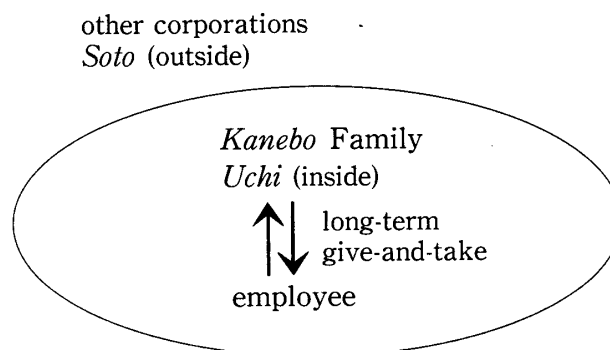 other corporations
Soto (outside)
Kanebo Family
Uchi (inside)
long-term
give-and-take
employee